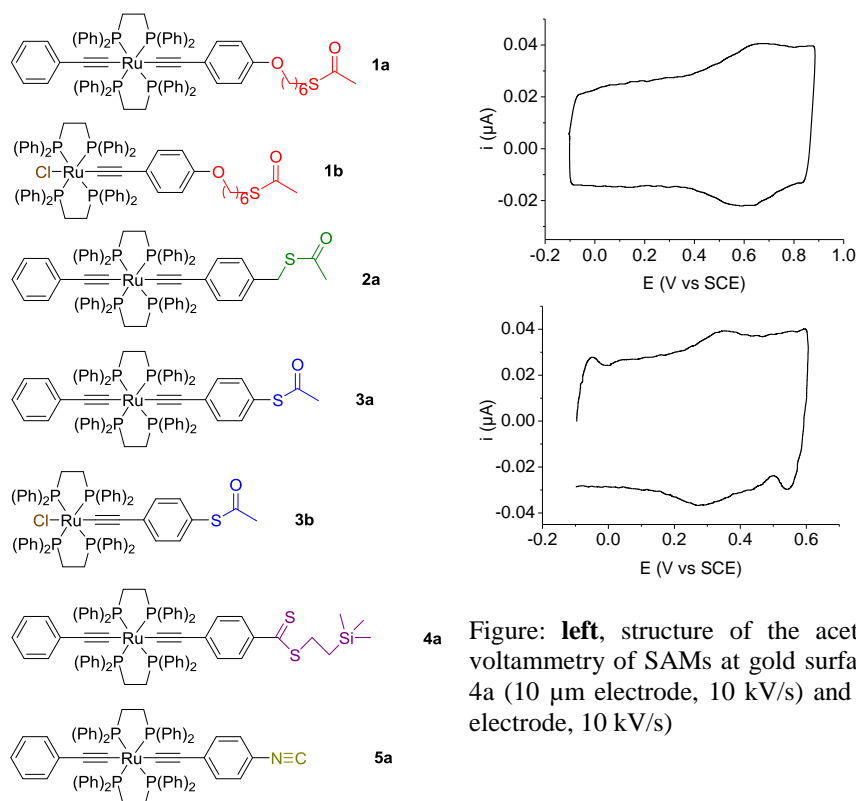 (Ph)₂P P(Ph)₂
O
Ru
O
( )₆ S
(Ph)₂P P(Ph)₂
1a
(Ph)₂P P(Ph)₂
O
Cl Ru
O
( )₆ S
(Ph)₂P P(Ph)₂
1b
(Ph)₂P P(Ph)₂
O
S
Ru
(Ph)₂P P(Ph)₂
2a
(Ph)₂P P(Ph)₂
O
Ru
S
(Ph)₂P P(Ph)₂
3a
(Ph)₂P P(Ph)₂
O
Cl Ru
S
(Ph)₂P P(Ph)₂
3b
(Ph)₂P P(Ph)₂
S
Si
Ru
S
(Ph)₂P P(Ph)₂
4a
(Ph)₂P P(Ph)₂
Ru
N≡C
(Ph)₂P P(Ph)₂
5a
i (µA)
0.04
0.02
0.00
-0.02
-0.2 0.0 0.2 0.4 0.6 0.8 1.0
E (V vs SCE)
i (µA)
0.04
0.02
0.00
-0.02
-0.04
-0.2 0.0 0.2 0.4 0.6
E (V vs SCE)
Figure: left, structure of the acet
voltammetry of SAMs at gold surfa
4a (10 µm electrode, 10 kV/s) and
electrode, 10 kV/s)